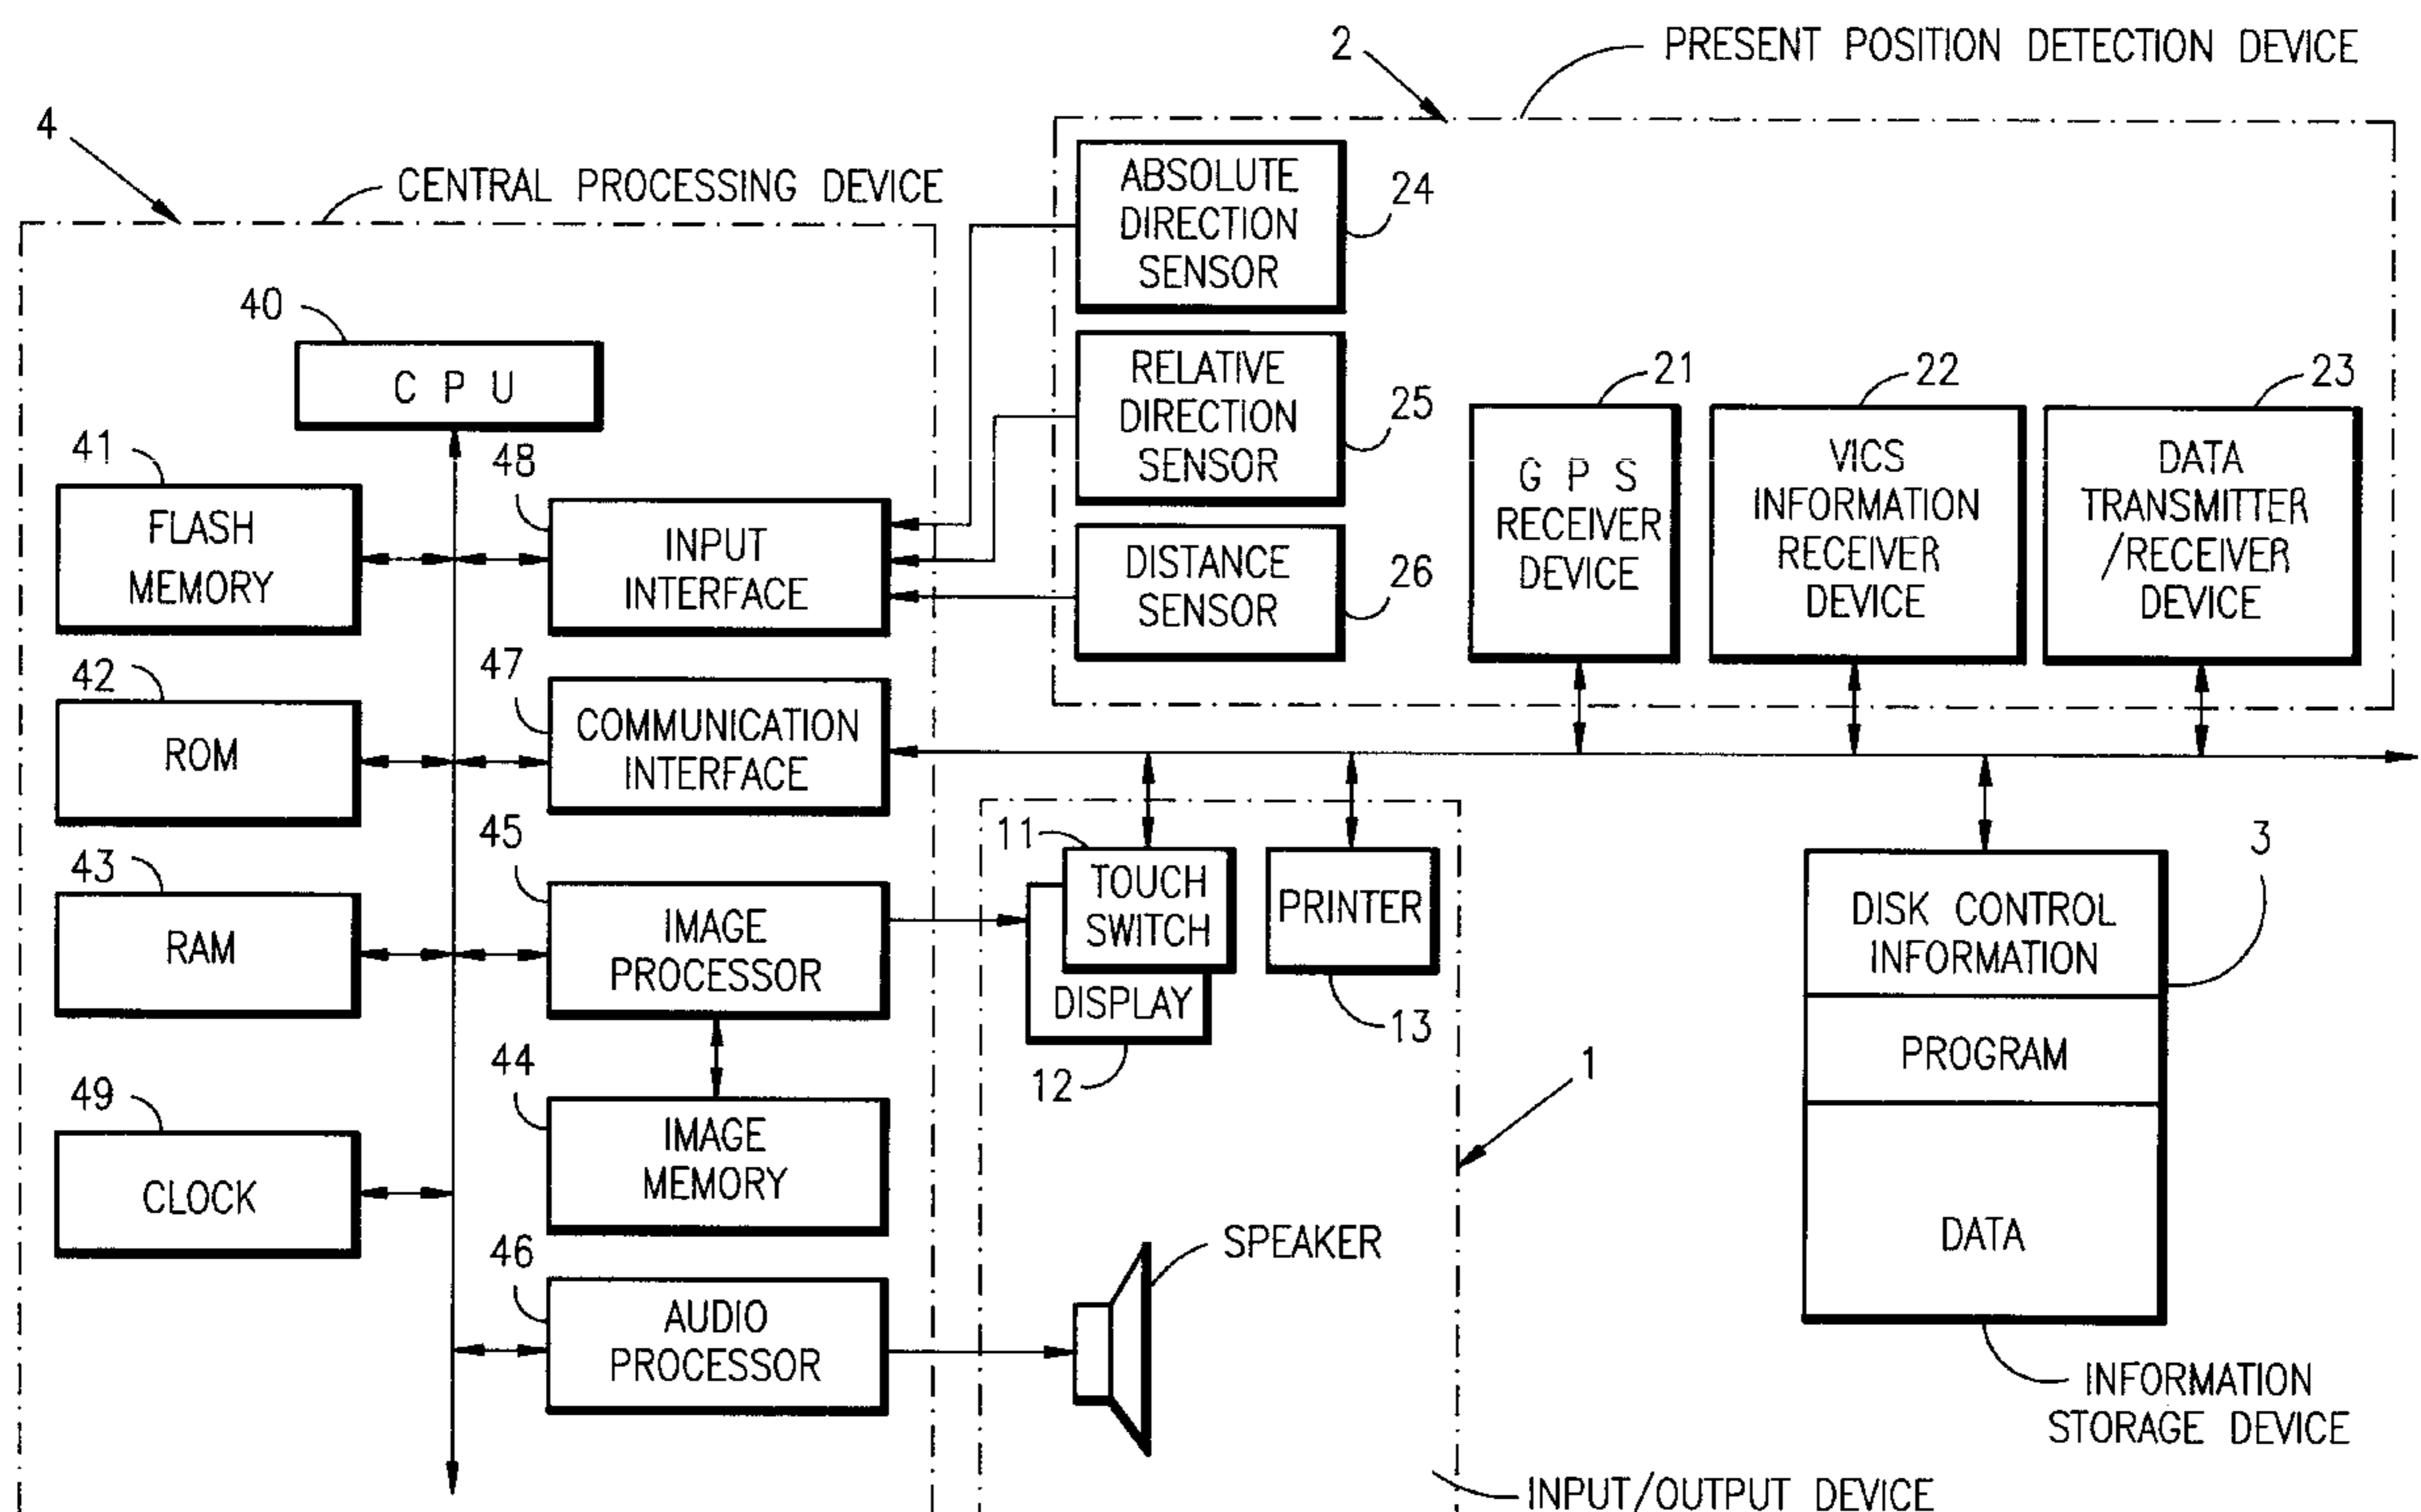 2
PRESENT POSITION DETECTION DEVICE
4
CENTRAL PROCESSING DEVICE
ABSOLUTE
DIRECTION
SENSOR
24
40
C P U
RELATIVE
DIRECTION
SENSOR
25
21
G P S
RECEIVER
DEVICE
22
VICS
INFORMATION
RECEIVER
DEVICE
23
DATA
TRANSMITTER
/RECEIVER
DEVICE
41
FLASH
MEMORY
48
INPUT
INTERFACE
DISTANCE
SENSOR
26
42
ROM
47
COMMUNICATION
INTERFACE
43
RAM
45
IMAGE
PROCESSOR
11
TOUCH
SWITCH
DISPLAY
12
PRINTER
13
3
DISK CONTROL
INFORMATION
PROGRAM
DATA
INFORMATION
STORAGE DEVICE
1
44
IMAGE
MEMORY
49
CLOCK
46
AUDIO
PROCESSOR
SPEAKER
INPUT/OUTPUT DEVICE